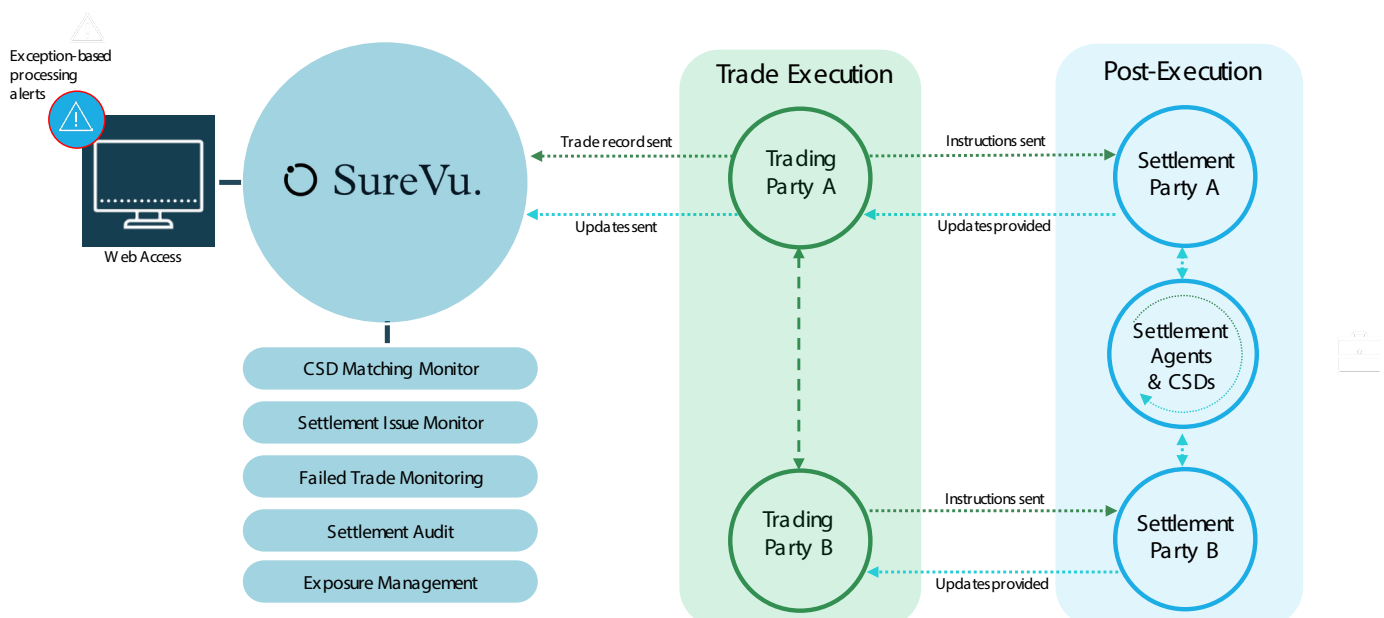 Exception-based
processing
alerts
Web Access
SureVu.
CSD Matching Monitor
Settlement Issue Monitor
Failed Trade Monitoring
Settlement Audit
Exposure Management
Trade record sent
Updates sent
Trade Execution
Trading
Party A
Trading
Party B
Instructions sent
Updates provided
Instructions sent
Updates provided
Post-Execution
Settlement
Party A
Settlement
Agents
& CSDs
Settlement
Party B